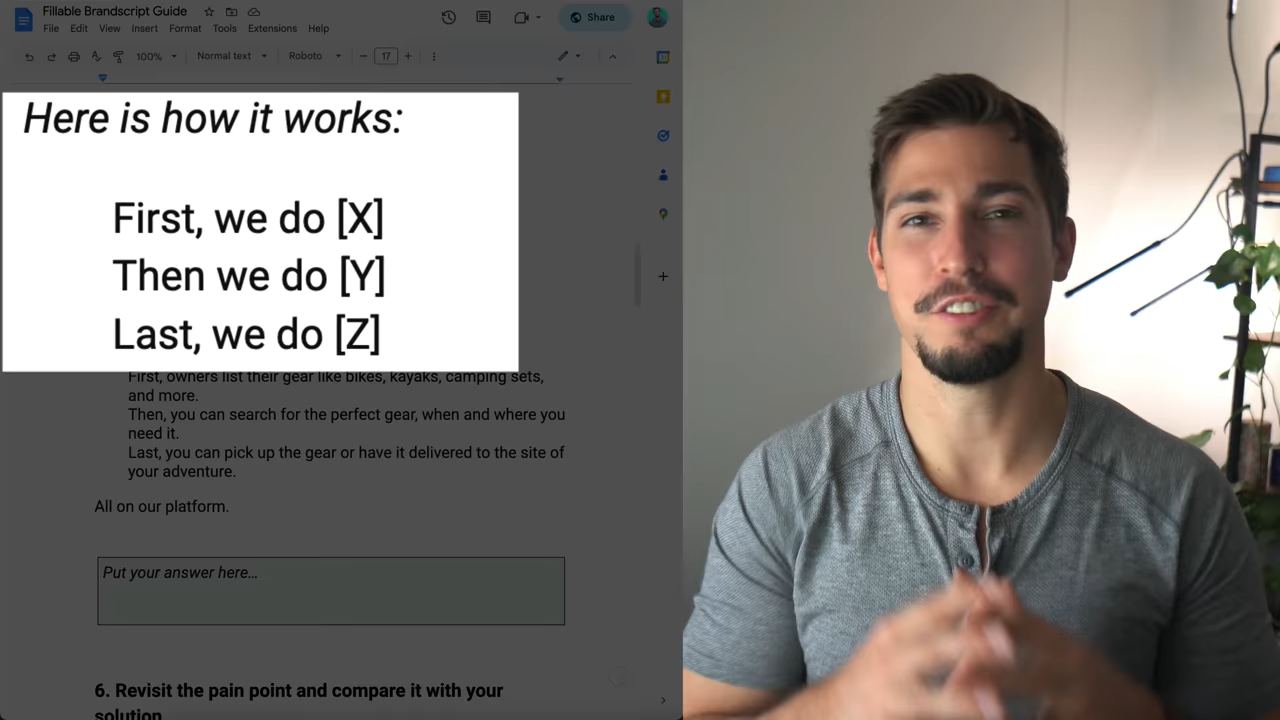 Fillable Brandscript Guide
File Edit View Insert Format Tools Extensions Help
Share
100% Normal text Roboto − 17 +
Here is how it works:
First, we do [X]
Then we do [Y]
Last, we do [Z]
First, owners list their gear like bikes, kayaks, camping sets,
and more.
Then, you can search for the perfect gear, when and where you
need it.
Last, you can pick up the gear or have it delivered to the site of
your adventure.
All on our platform.
Put your answer here...
6. Revisit the pain point and compare it with your
solution